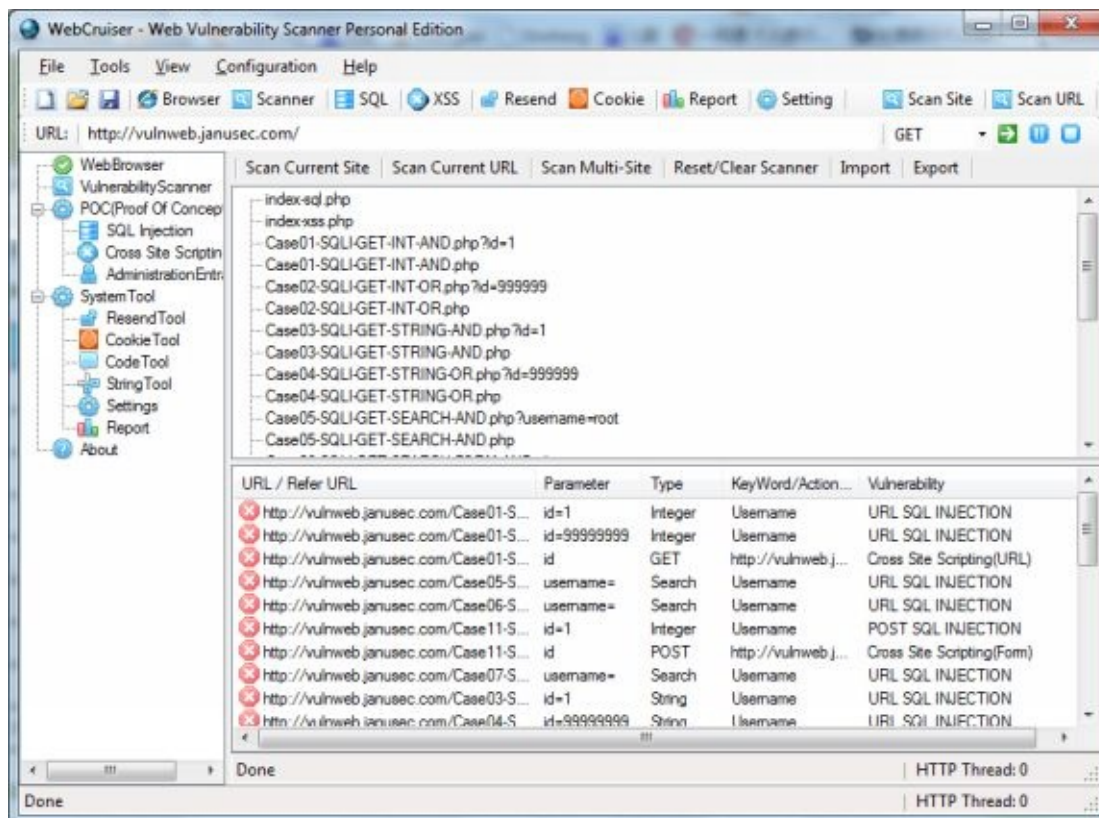 WebCruiser - Web Vulnerability Scanner Personal Edition
File Tools View Configuration Help
Browser Scanner SQL XSS Resend Cookie Report Setting Scan Site Scan URL
URL: http://vulnweb.janusec.com/ GET
WebBrowser
VulnerabilityScanner
POC(Proof Of Concep
SQL Injection
Cross Site Scriptin
AdministrationEntr
SystemTool
ResendTool
CookieTool
CodeTool
StringTool
Settings
Report
About
Scan Current Site Scan Current URL Scan Multi-Site Reset/Clear Scanner Import Export
index-sql.php
index-xss.php
Case01-SQLI-GET-INT-AND.php?id=1
Case01-SQLI-GET-INT-AND.php
Case02-SQLI-GET-INT-OR.php?id=999999
Case02-SQLI-GET-INT-OR.php
Case03-SQLI-GET-STRING-AND.php?id=1
Case03-SQLI-GET-STRING-AND.php
Case04-SQLI-GET-STRING-OR.php?id=999999
Case04-SQLI-GET-STRING-OR.php
Case05-SQLI-GET-SEARCH-AND.php?username=root
Case05-SQLI-GET-SEARCH-AND.php
URL / Refer URL Parameter Type KeyWord/Action... Vulnerability
http://vulnweb.janusec.com/Case01-S... id=1 Integer Username URL SQL INJECTION
http://vulnweb.janusec.com/Case01-S... id=99999999 Integer Username URL SQL INJECTION
http://vulnweb.janusec.com/Case01-S... id GET http://vulnweb.j... Cross Site Scripting(URL)
http://vulnweb.janusec.com/Case05-S... username= Search Username URL SQL INJECTION
http://vulnweb.janusec.com/Case06-S... username= Search Username URL SQL INJECTION
http://vulnweb.janusec.com/Case11-S... id=1 Integer Username POST SQL INJECTION
http://vulnweb.janusec.com/Case11-S... id POST http://vulnweb.j... Cross Site Scripting(Form)
http://vulnweb.janusec.com/Case07-S... username= Search Username URL SQL INJECTION
http://vulnweb.janusec.com/Case03-S... id=1 String Username URL SQL INJECTION
http://vulnweb.janusec.com/Case04-S... id=99999999 String Username URL SQL INJECTION
Done HTTP Thread: 0
Done HTTP Thread: 0